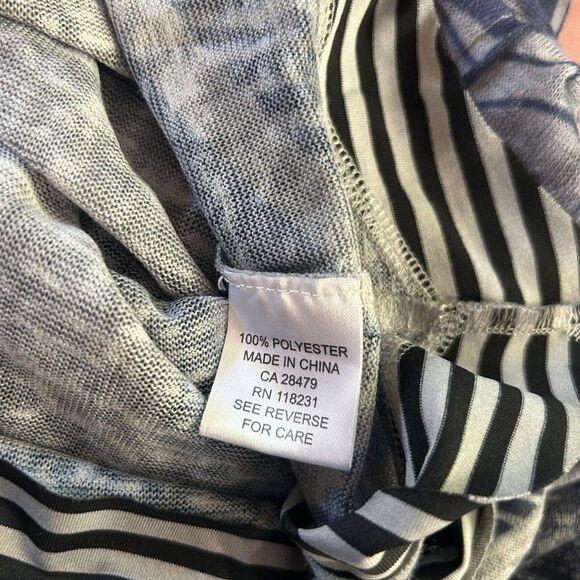 100% POLYESTER
MADE IN CHINA
CA 28479
RN 118231
SEE REVERSE
FOR CARE